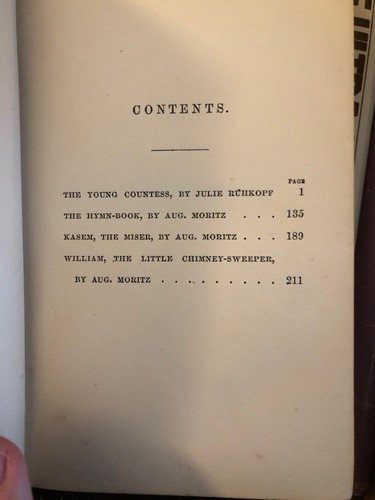 CONTENTS.
PAGE
THE YOUNG COUNTESS, BY JULIE RÜHKOPF 1
THE HYMN-BOOK, BY AUG. MORITZ . . . 135
KASEM, THE MISER, BY AUG. MORITZ . . . 189
WILLIAM, THE LITTLE CHIMNEY-SWEEPER,
BY AUG. MORITZ . . . . . . . . . 211